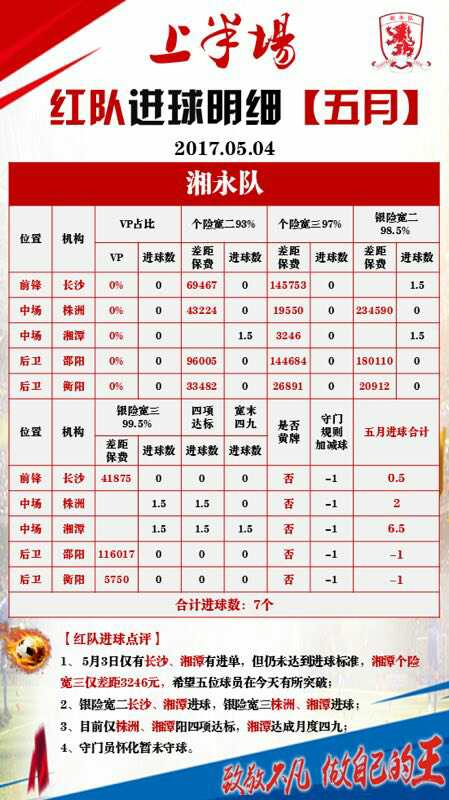 上半場
湘永队
红队进球明细【五月】
2017.05.04
湘永队
位置 机构 VP占比 个险宽二93% 个险宽三97% 银险宽二98.5%
VP 进球数 差距保费 进球数 差距保费 进球数 差距保费 进球数
前锋 长沙 0% 0 69467 0 145753 0 1.5
中场 株洲 0% 0 43224 0 19550 0 234590 0
中场 湘潭 0% 0 1.5 3246 0 1.5
后卫 邵阳 0% 0 96005 0 144684 0 180110 0
后卫 衡阳 0% 0 33482 0 26891 0 20912 0
位置 机构 银险宽三99.5% 四项达标 宽末四九 是否黄牌 守门规则加减球 五月进球合计
差距保费 进球数 进球数 进球数
前锋 长沙 41875 0 0 0 否 -1 0.5
中场 株洲 1.5 1.5 0 否 -1 2
中场 湘潭 1.5 1.5 1.5 否 -1 6.5
后卫 邵阳 116017 0 0 0 否 -1 -1
后卫 衡阳 5750 0 0 0 否 -1 -1
合计进球数：7个
【红队进球点评】
1、 5月3日仅有长沙、湘潭有进单，但仍未达到进球标准，湘潭个险
宽三仅差距3246元，希望五位球员在今天有所突破；
2、银险宽二长沙、湘潭进球，银险宽三株洲、湘潭进球；
3、目前仅株洲、湘潭阳四项达标，湘潭达成月度四九；
4、守门员怀化暂未守球。
致敬不凡 做自己的王